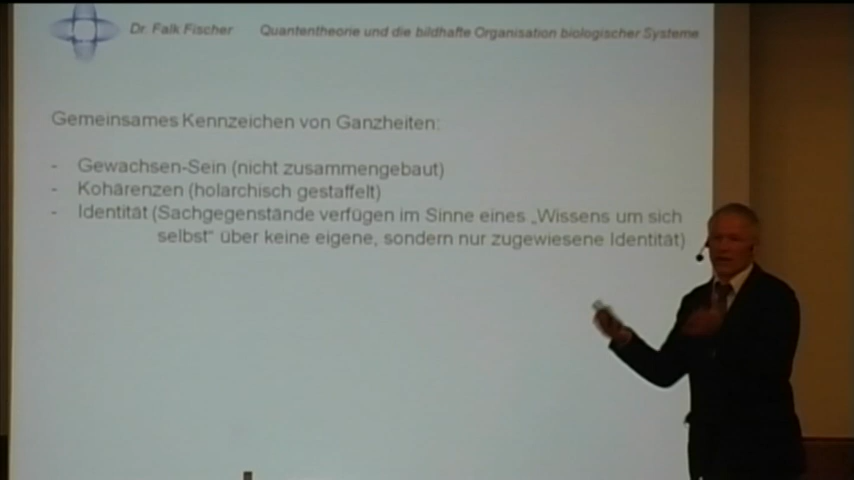 Dr. Falk Fischer Quantentheorie und die bildhafte Organisation biologischer Systeme
Gemeinsames Kennzeichen von Ganzheiten:
- Gewachsen-Sein (nicht zusammengebaut)
- Kohärenzen (holarchisch gestaffelt)
- Identität (Sachgegenstände verfügen im Sinne eines „Wissens um sich
selbst“ über keine eigene, sondern nur zugewiesene Identität)